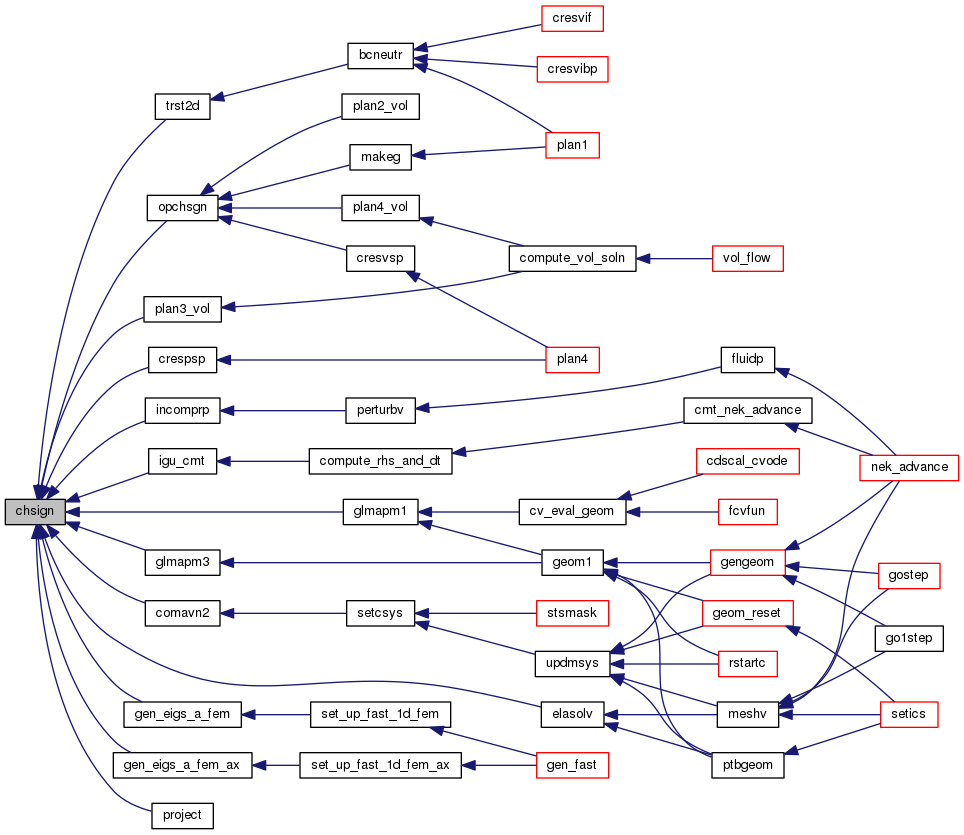 cresvif
bcneutr
cresvibp
trst2d
plan2_vol
plan1
makeg
opchsgn
plan4_vol
cresvsp
compute_vol_soln
vol_flow
plan3_vol
crespsp
plan4
fluidp
incomprp
perturbv
cmt_nek_advance
igu_cmt
compute_rhs_and_dt
cdscal_cvode
nek_advance
chsign
glmapm1
cv_eval_geom
fcvfun
glmapm3
geom1
gengeom
gostep
comavn2
setcsys
stsmask
geom_reset
go1step
updmsys
rstartc
gen_eigs_a_fem
set_up_fast_1d_fem
elasolv
meshv
setics
gen_eigs_a_fem_ax
set_up_fast_1d_fem_ax
gen_fast
ptbgeom
project